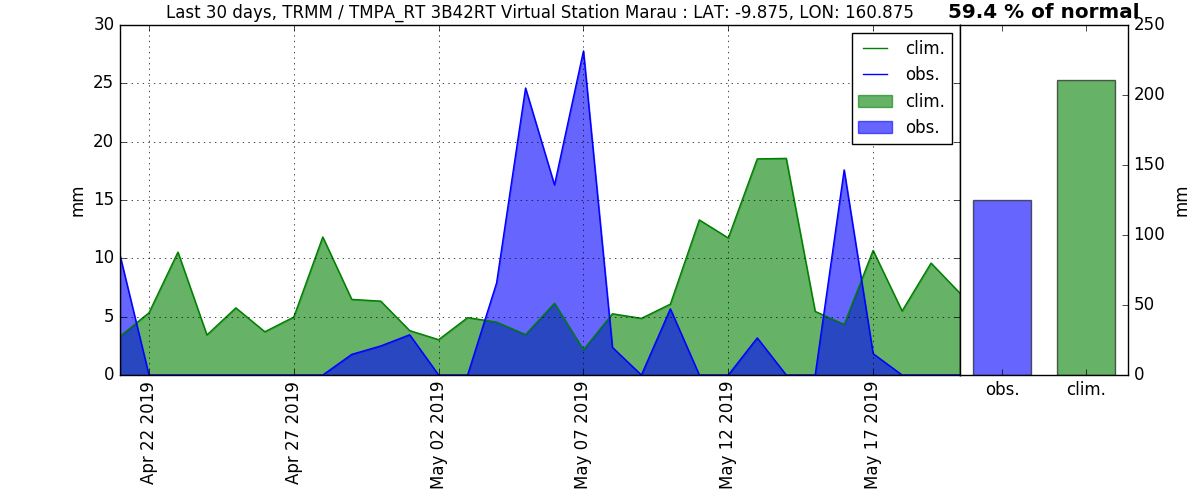 Last 30 days, TRMM / TMPA_RT 3B42RT Virtual Station Marau : LAT: -9.875, LON: 160.875
59.4 % of normal
30
25
20
15
10
5
0
mm
clim.
obs.
clim.
obs.
250
200
150
100
50
0
mm
Apr 22 2019
Apr 27 2019
May 02 2019
May 07 2019
May 12 2019
May 17 2019
obs.
clim.